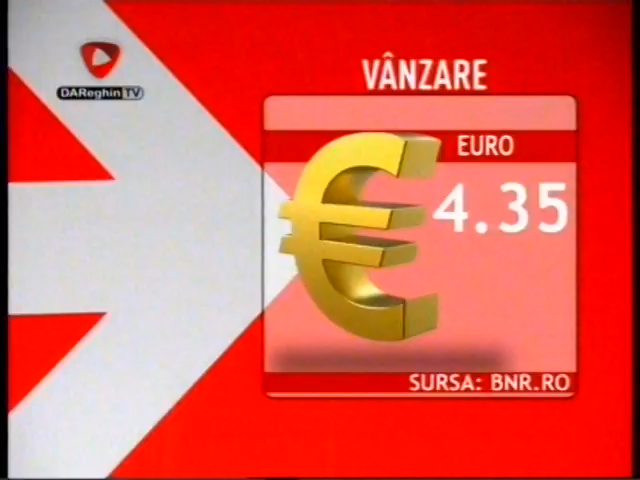 DAReghin TV
VÂNZARE
EURO
4.35
SURSA: BNR.RO